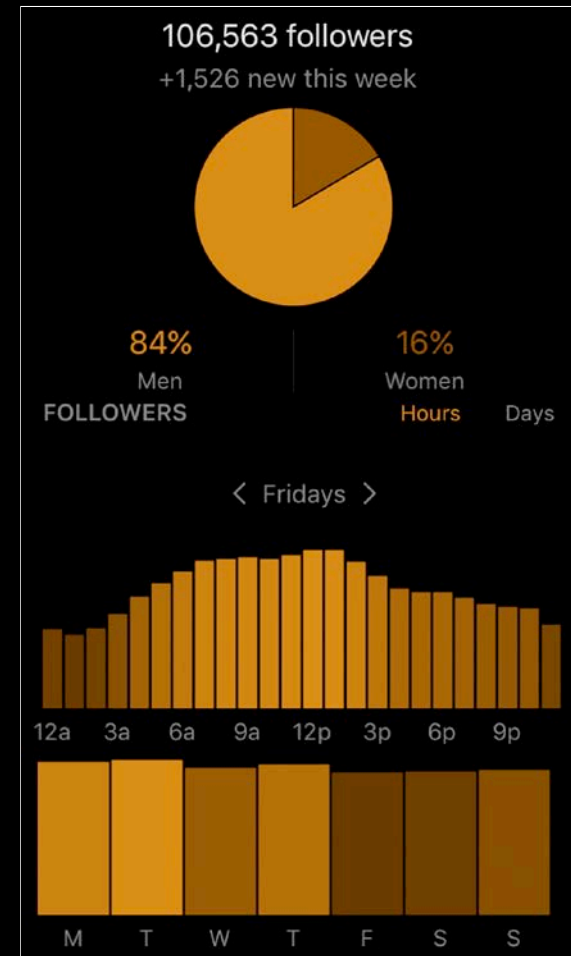 106,563 followers
+1,526 new this week
84% 16%
Men Women
FOLLOWERS Hours Days
< Fridays >
12a 3a 6a 9a 12p 3p 6p 9p
M T W T F S S